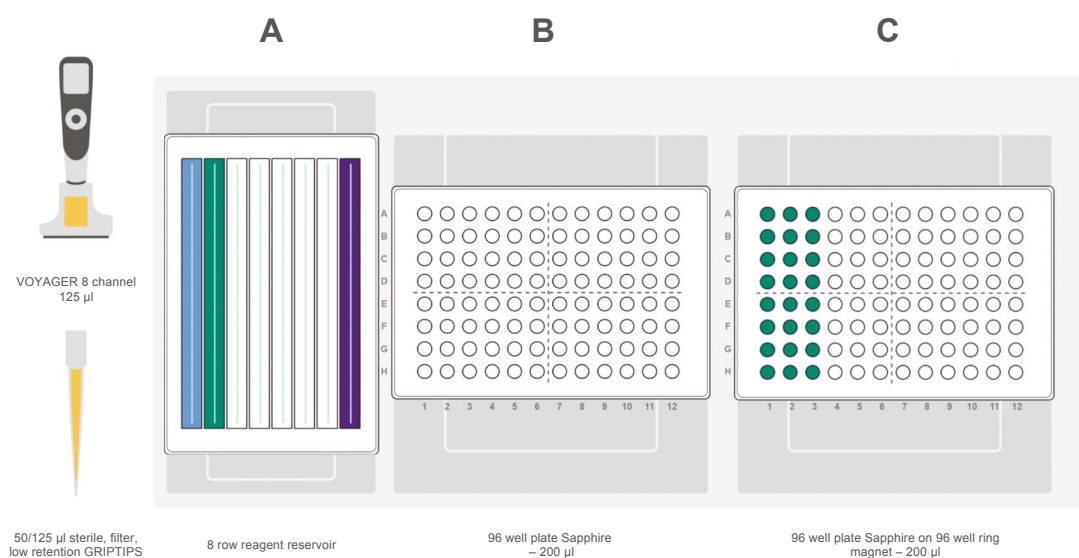 A B C
VOYAGER 8 channel
125 µl
50/125 µl sterile, filter,
low retention GRIPTIPS
8 row reagent reservoir
A
B
C
D
E
F
G
H
1 2 3 4 5 6 7 8 9 10 11 12
96 well plate Sapphire
– 200 µl
A
B
C
D
E
F
G
H
1 2 3 4 5 6 7 8 9 10 11 12
96 well plate Sapphire on 96 well ring
magnet – 200 µl